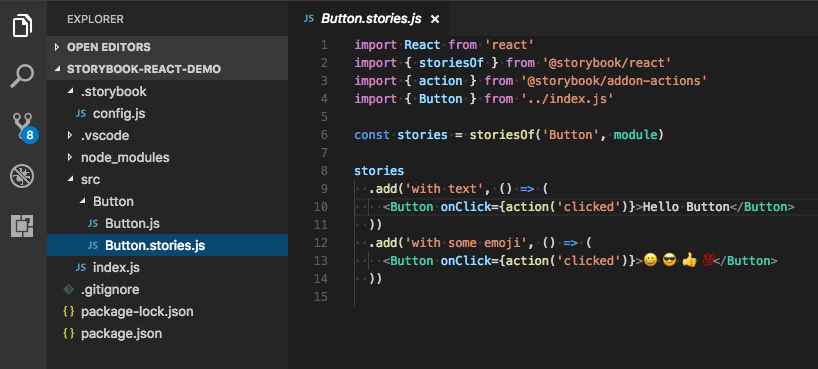 EXPLORER
OPEN EDITORS
STORYBOOK-REACT-DEMO
.storybook
JS config.js
.vscode
node_modules
src
Button
JS Button.js
JS Button.stories.js
JS index.js
.gitignore
{ } package-lock.json
{ } package.json
8
JS Button.stories.js ×
1 import React from 'react'
2 import { storiesOf } from '@storybook/react'
3 import { action } from '@storybook/addon-actions'
4 import { Button } from '../index.js'
5
6 const stories = storiesOf('Button', module)
7
8 stories
9 .add('with text', () => (
10 <Button onClick={action('clicked')}>Hello Button</Button>
11 ))
12 .add('with some emoji', () => (
13 <Button onClick={action('clicked')}>😀 😎 👍 💯</Button>
14 ))
15